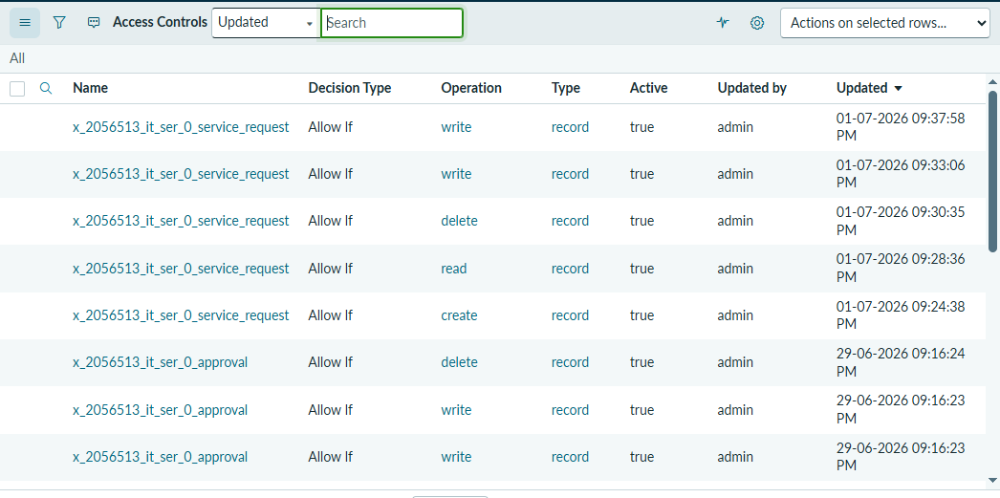 Access Controls Updated Search Actions on selected rows...
All
Name Decision Type Operation Type Active Updated by Updated
x_2056513_it_ser_0_service_request Allow If write record true admin 01-07-2026 09:37:58 PM
x_2056513_it_ser_0_service_request Allow If write record true admin 01-07-2026 09:33:06 PM
x_2056513_it_ser_0_service_request Allow If delete record true admin 01-07-2026 09:30:35 PM
x_2056513_it_ser_0_service_request Allow If read record true admin 01-07-2026 09:28:36 PM
x_2056513_it_ser_0_service_request Allow If create record true admin 01-07-2026 09:24:38 PM
x_2056513_it_ser_0_approval Allow If delete record true admin 29-06-2026 09:16:24 PM
x_2056513_it_ser_0_approval Allow If write record true admin 29-06-2026 09:16:23 PM
x_2056513_it_ser_0_approval Allow If write record true admin 29-06-2026 09:16:23 PM